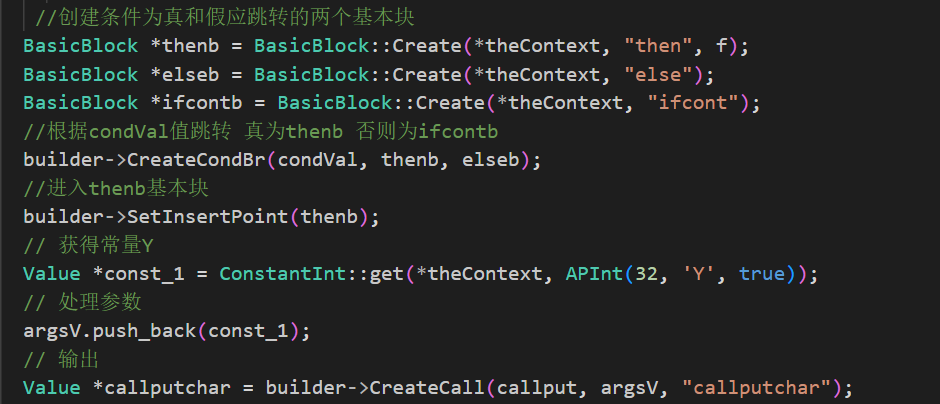 //创建条件为真和假应跳转的两个基本块
BasicBlock *thenb = BasicBlock::Create(*theContext, "then", f);
BasicBlock *elseb = BasicBlock::Create(*theContext, "else");
BasicBlock *ifcontb = BasicBlock::Create(*theContext, "ifcont");
//根据condVal值跳转 真为thenb 否则为ifcontb
builder->CreateCondBr(condVal, thenb, elseb);
//进入thenb基本块
builder->SetInsertPoint(thenb);
// 获得常量Y
Value *const_1 = ConstantInt::get(*theContext, APInt(32, 'Y', true));
// 处理参数
argsV.push_back(const_1);
// 输出
Value *callputchar = builder->CreateCall(callput, argsV, "callputchar");